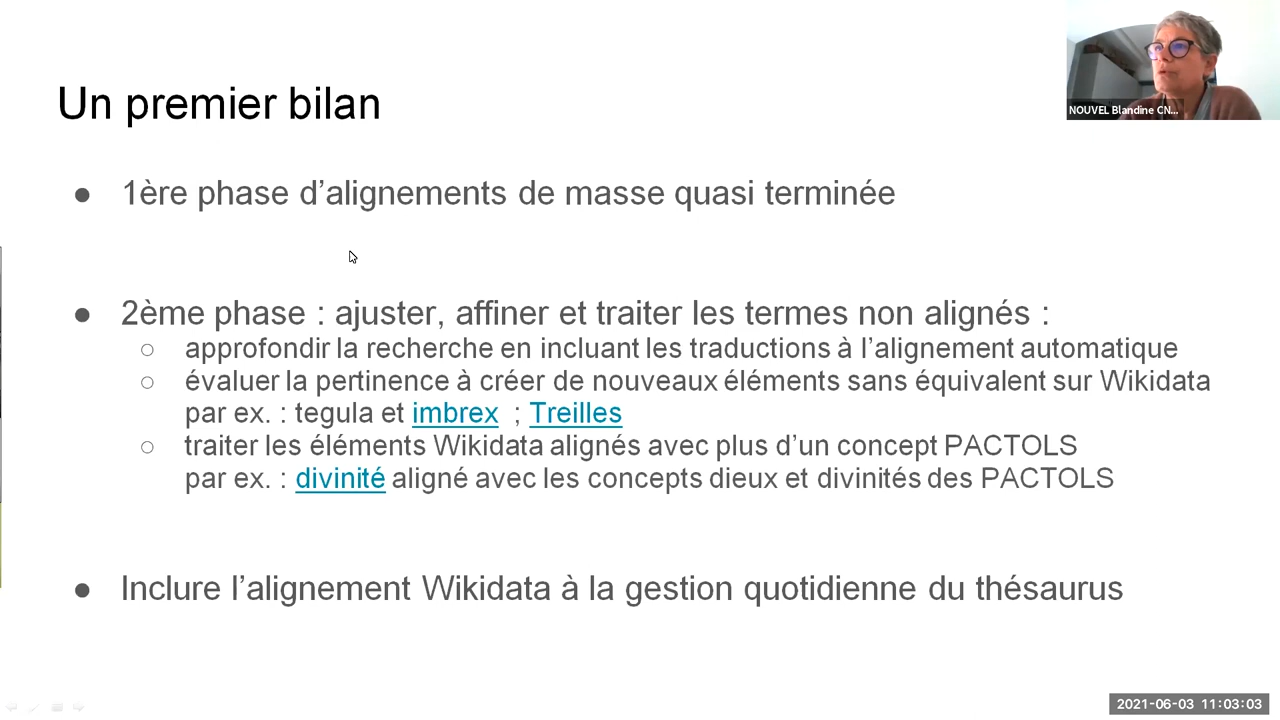 Un premier bilan
NOUVEL Blandine CN...
● 1ère phase d’alignements de masse quasi terminée
● 2ème phase : ajuster, affiner et traiter les termes non alignés :
○ approfondir la recherche en incluant les traductions à l’alignement automatique
○ évaluer la pertinence à créer de nouveaux éléments sans équivalent sur Wikidata
par ex. : tegula et imbrex ; Treilles
○ traiter les éléments Wikidata alignés avec plus d’un concept PACTOLS
par ex. : divinité aligné avec les concepts dieux et divinités des PACTOLS
● Inclure l’alignement Wikidata à la gestion quotidienne du thésaurus
2021-06-03 11:03:03